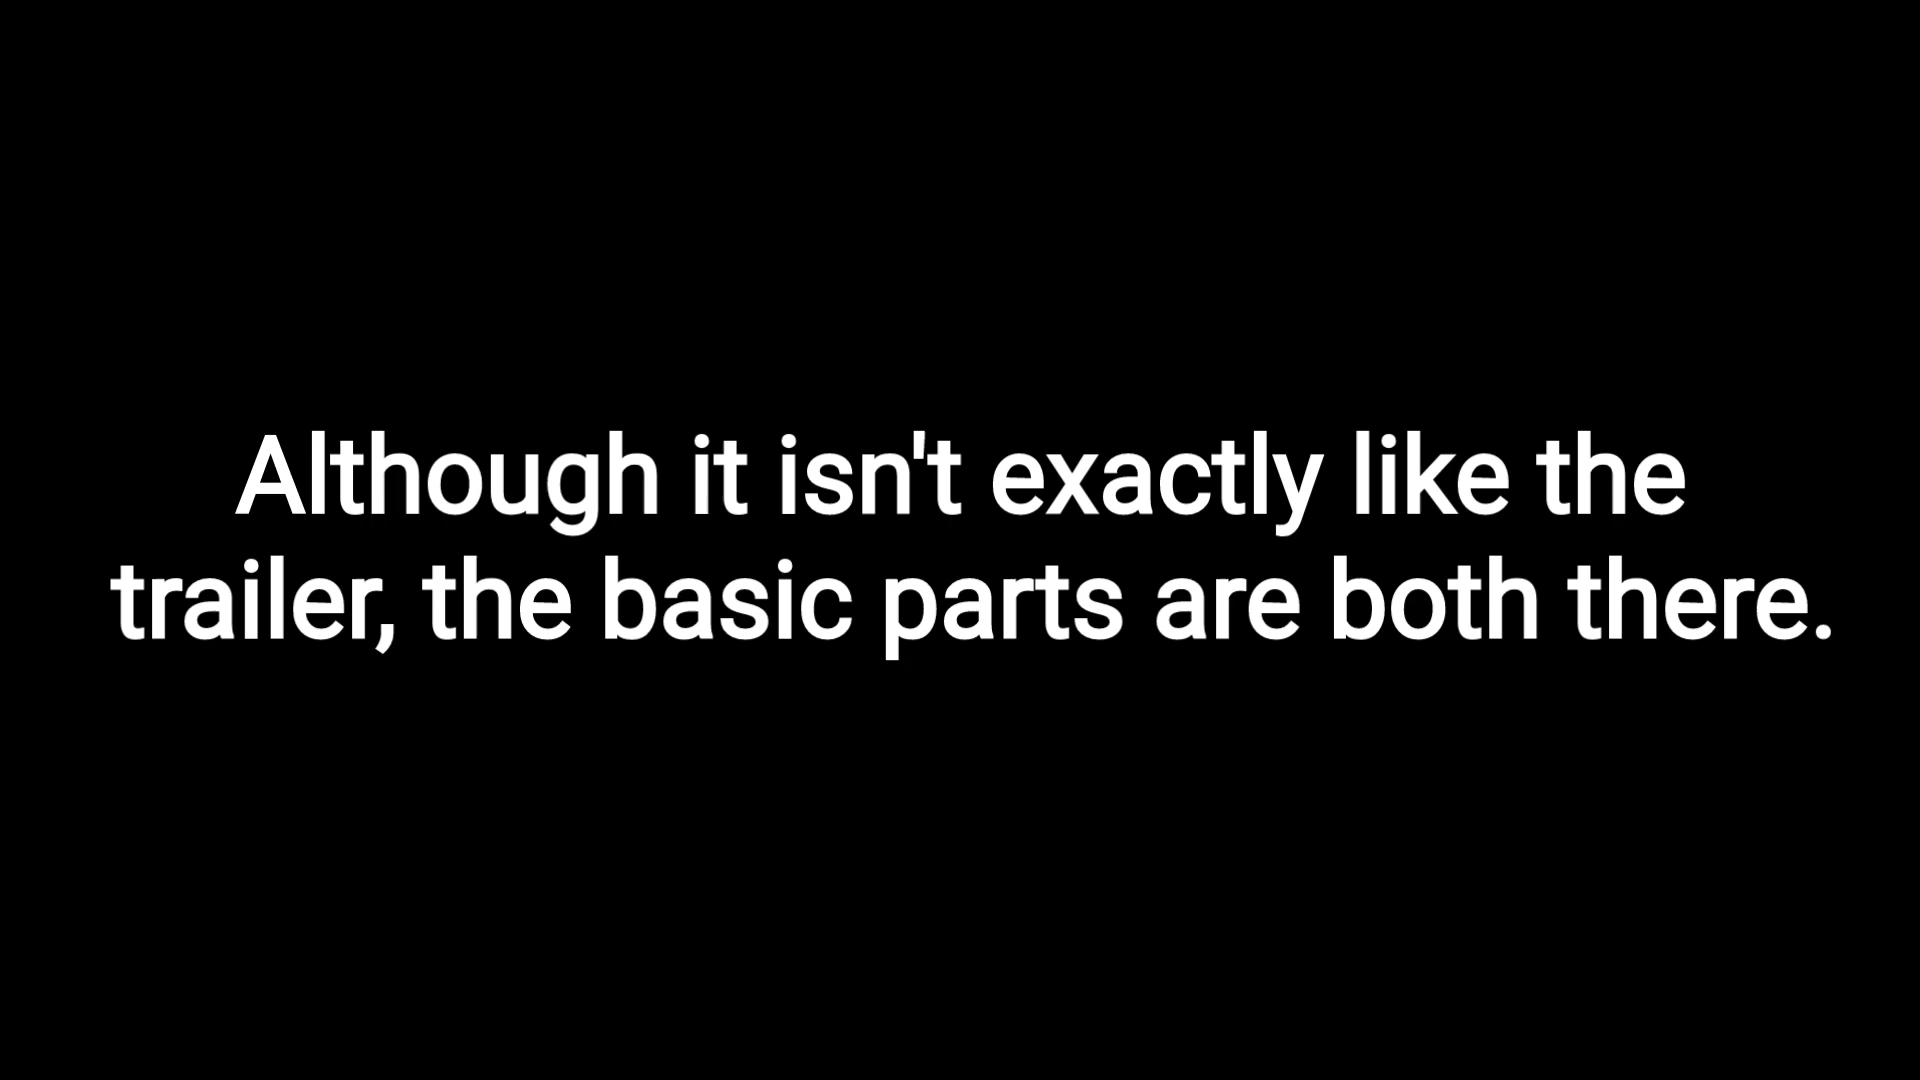 Although it isn't exactly like the
trailer, the basic parts are both there.